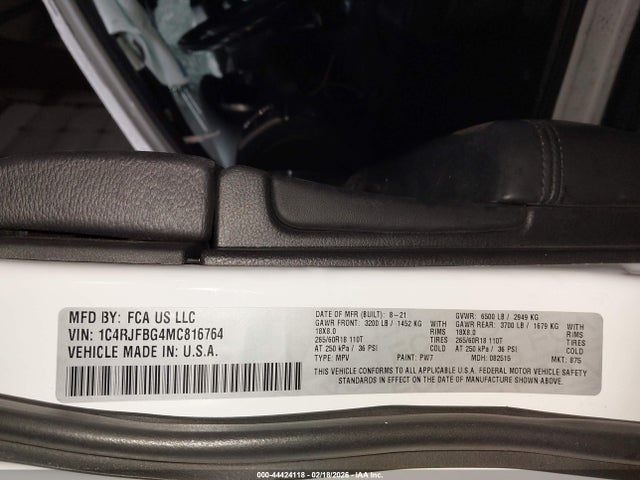 MFD BY: FCA US LLC
VIN: 1C4RJFBG4MC816764
VEHICLE MADE IN: U.S.A.
DATE OF MFR (BUILT): 8-21 GVWR: 6500 LB / 2949 KG
GAWR FRONT: 3200 LB / 1452 KG WITH GAWR REAR: 3700 LB / 1679 KG WITH
18X8.0 RIMS 18X8.0 RIMS
265/60R18 110T TIRES 265/60R18 110T TIRES
AT 250 kPa / 36 PSI COLD AT 250 kPa / 36 PSI COLD
TYPE: MPV PAINT: PW7 MDH: 082515 MKT: 875
THIS VEHICLE CONFORMS TO ALL APPLICABLE U.S.A. FEDERAL MOTOR VEHICLE SAFETY
STANDARDS IN EFFECT ON THE DATE OF MANUFACTURE SHOWN ABOVE.
000-44424118 - 02/18/2026 - IAA Inc.